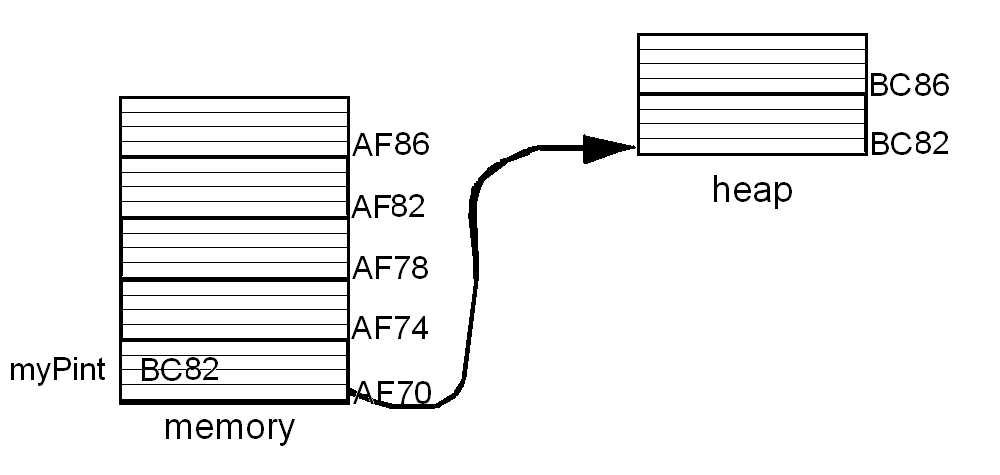 BC86
BC82
heap
AF86
AF82
AF78
AF74
myPint BC82 AF70
memory